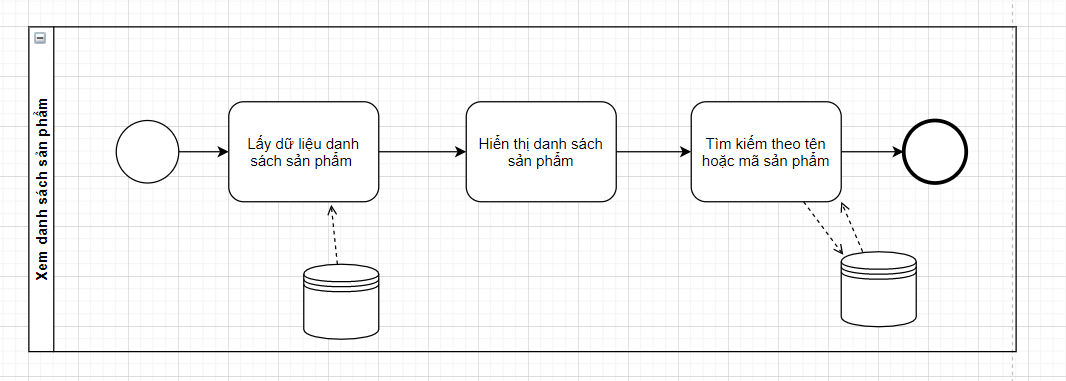 Xem danh sách sản phẩm
Lấy dữ liệu danh
sách sản phẩm
Hiển thị danh sách
sản phẩm
Tìm kiếm theo tên
hoặc mã sản phẩm